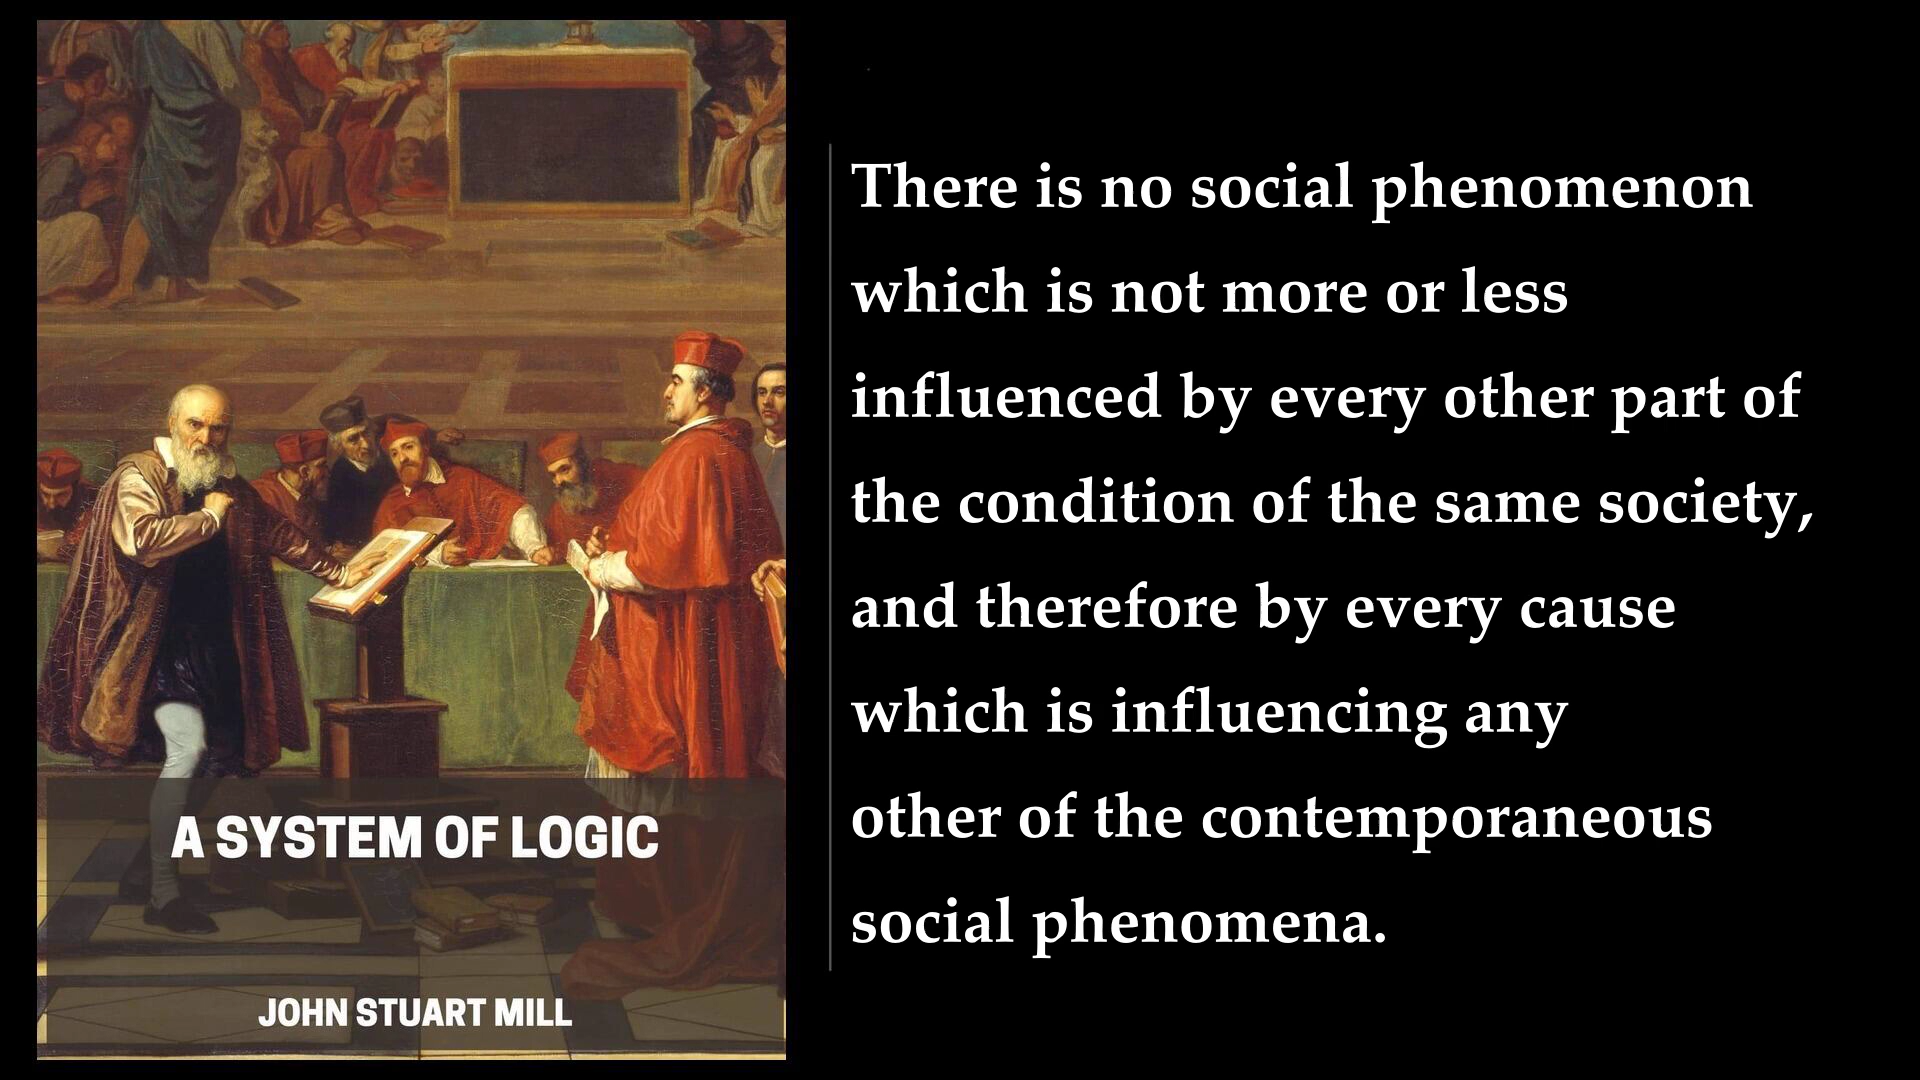 A SYSTEM OF LOGIC
JOHN STUART MILL
There is no social phenomenon
which is not more or less
influenced by every other part of
the condition of the same society,
and therefore by every cause
which is influencing any
other of the contemporaneous
social phenomena.